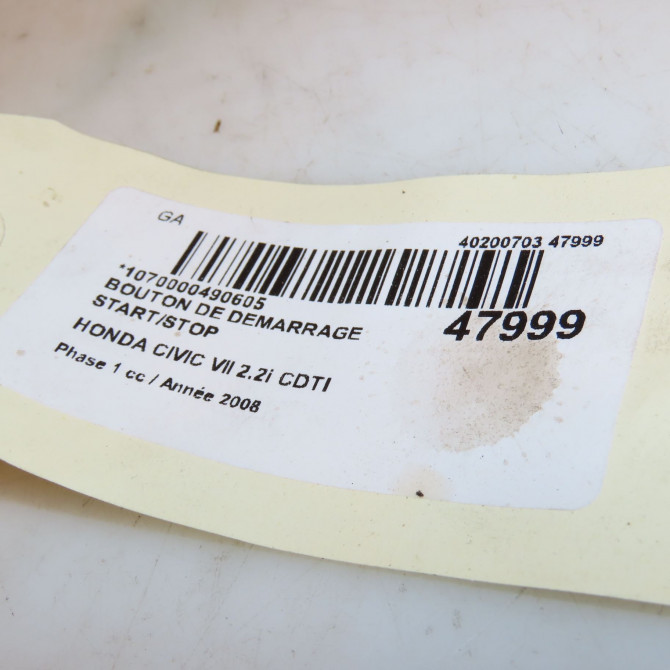 GA
40200703 47999
*1070000490605
47999
BOUTON DE DEMARRAGE
START/STOP
HONDA CIVIC VII 2.2i CDTI
Phase 1 cc / Année 2008